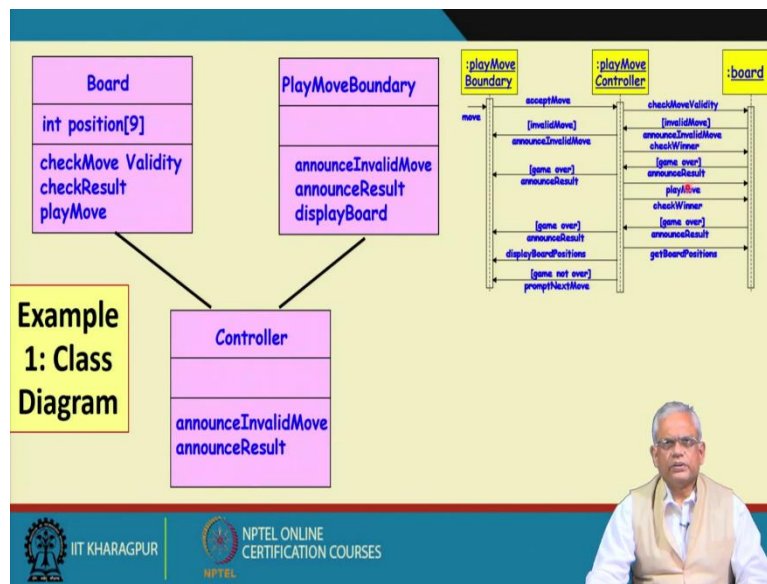 Board
int position[9]
checkMove Validity
checkResult
playMove
PlayMoveBoundary
announceInvalidMove
announceResult
displayBoard
Controller
announceInvalidMove
announceResult
Example
1: Class
Diagram
:playMove
Boundary
:playMove
Controller
:board
move
acceptMove
checkMoveValidity
[invalidMove]
announceInvalidMove
[invalidMove]
announceInvalidMove
checkWinner
[game over]
announceResult
[game over]
announceResult
playMove
checkWinner
[game over]
announceResult
[game over]
announceResult
displayBoardPositions
getBoardPositions
[game not over]
promptNextMove
IIT KHARAGPUR
NPTEL
NPTEL ONLINE
CERTIFICATION COURSES